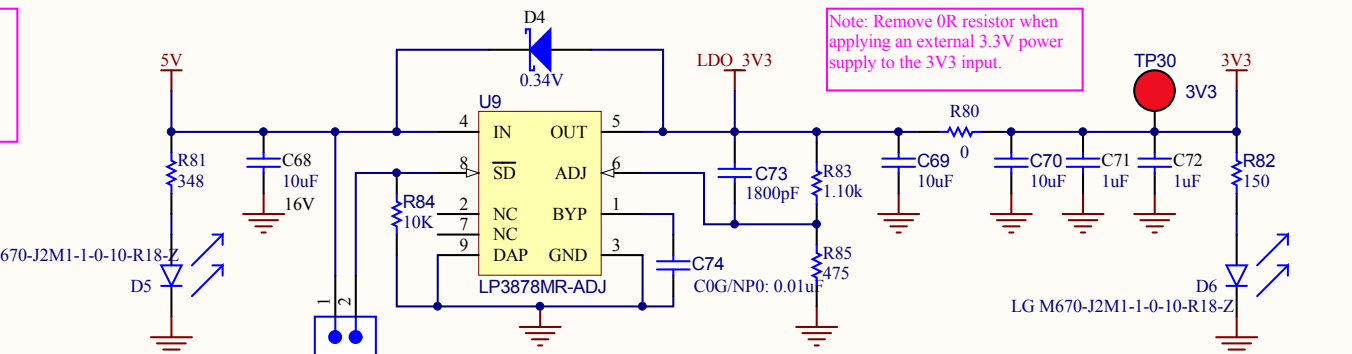 D4
0.34V
Note: Remove 0R resistor when
applying an external 3.3V power
supply to the 3V3 input.
5V
LDO_3V3
TP30
3V3
3V3
U9
4
IN
OUT
5
8
SD
ADJ
6
2
NC
BYP
1
7
NC
9
DAP
GND
3
LP3878MR-ADJ
R81
348
C68
10uF
16V
R84
10K
C73
1800pF
R83
1.10k
C69
10uF
R80
0
C70
10uF
C71
1uF
C72
1uF
R82
150
C74
C0G/NP0: 0.01uF
R85
475
670-J2M1-1-0-10-R18-Z
D5
D6
LG M670-J2M1-1-0-10-R18-Z
1
2